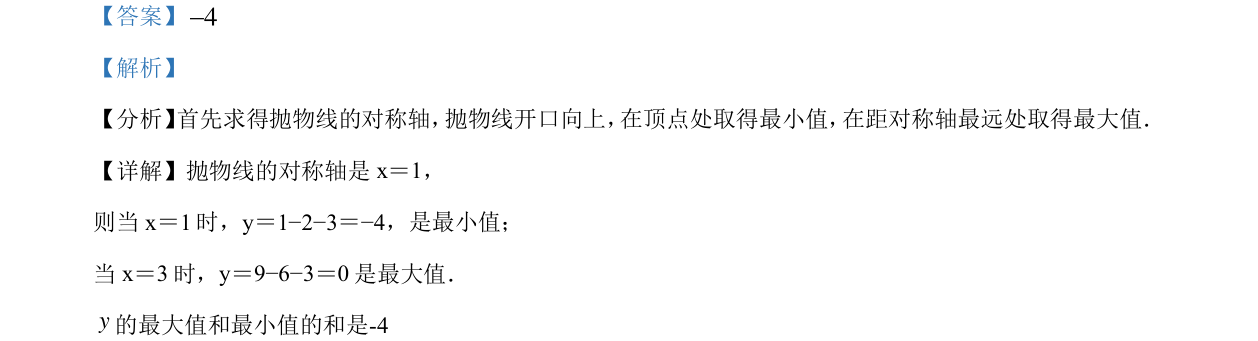 【答案】–4
【解析】
【分析】首先求得抛物线的对称轴，抛物线开口向上，在顶点处取得最小值，在距对称轴最远处取得最大值．
【详解】抛物线的对称轴是 x＝1，
则当 x＝1 时，y＝1−2−3＝−4，是最小值；
当 x＝3 时，y＝9−6−3＝0 是最大值．
y 的最大值和最小值的和是-4